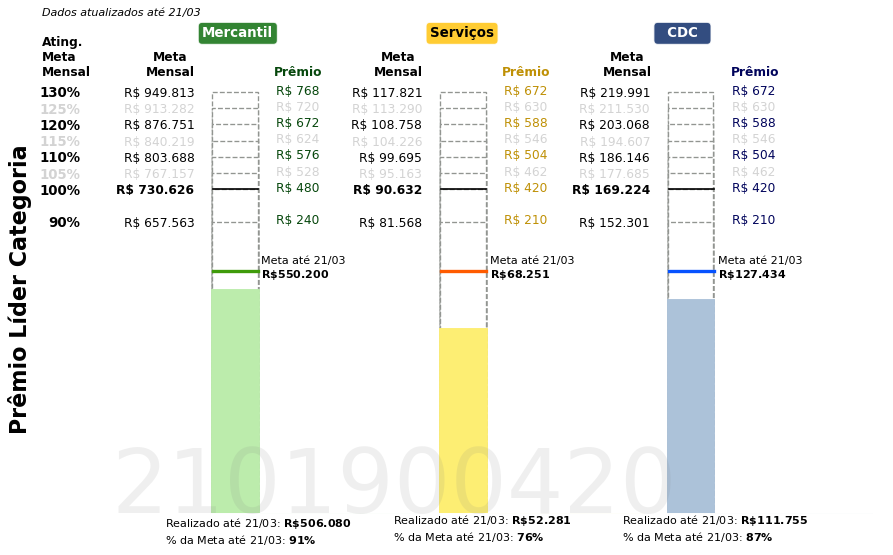 Dados atualizados até 21/03
Mercantil Serviços CDC
Ating. Meta Mensal
Meta Mensal Prêmio Meta Mensal Prêmio Meta Mensal Prêmio
130% R$ 949.813 R$ 768 R$ 117.821 R$ 672 R$ 219.991 R$ 672
125% R$ 913.282 R$ 720 R$ 113.290 R$ 630 R$ 211.530 R$ 630
120% R$ 876.751 R$ 672 R$ 108.758 R$ 588 R$ 203.068 R$ 588
115% R$ 840.219 R$ 624 R$ 104.226 R$ 546 R$ 194.607 R$ 546
110% R$ 803.688 R$ 576 R$ 99.695 R$ 504 R$ 186.146 R$ 504
105% R$ 767.157 R$ 528 R$ 95.163 R$ 462 R$ 177.685 R$ 462
100% R$ 730.626 R$ 480 R$ 90.632 R$ 420 R$ 169.224 R$ 420
90% R$ 657.563 R$ 240 R$ 81.568 R$ 210 R$ 152.301 R$ 210
Meta até 21/03 Meta até 21/03 Meta até 21/03
R$550.200 R$68.251 R$127.434
Prêmio Líder Categoria
2101900420
Realizado até 21/03: R$506.080 Realizado até 21/03: R$52.281 Realizado até 21/03: R$111.755
% da Meta até 21/03: 91% % da Meta até 21/03: 76% % da Meta até 21/03: 87%